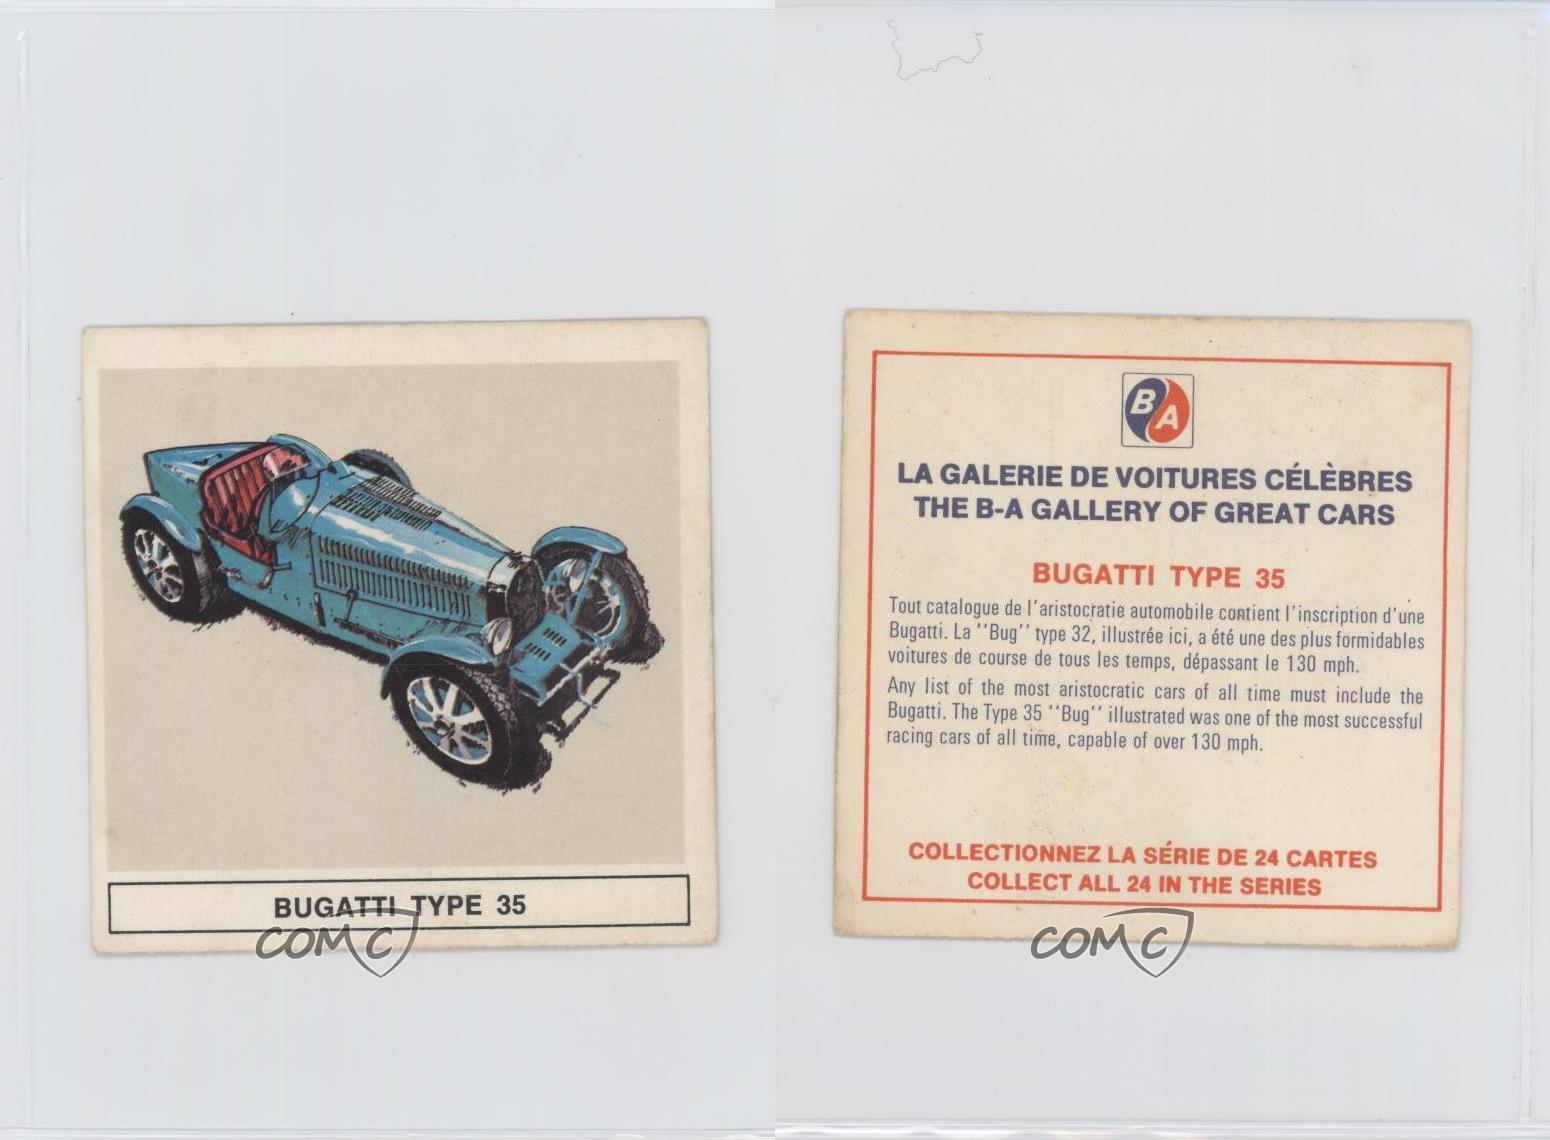 BUGATTI TYPE 35
COMC
BA
LA GALERIE DE VOITURES CÉLÈBRES
THE B-A GALLERY OF GREAT CARS
BUGATTI TYPE 35
Tout catalogue de l'aristocratie automobile contient l'inscription d'une
Bugatti. La "Bug" type 32, illustrée ici, a été une des plus formidables
voitures de course de tous les temps, dépassant le 130 mph.
Any list of the most aristocratic cars of all time must include the
Bugatti. The Type 35 "Bug" illustrated was one of the most successful
racing cars of all time, capable of over 130 mph.
COLLECTIONNEZ LA SÉRIE DE 24 CARTES
COLLECT ALL 24 IN THE SERIES
COMC